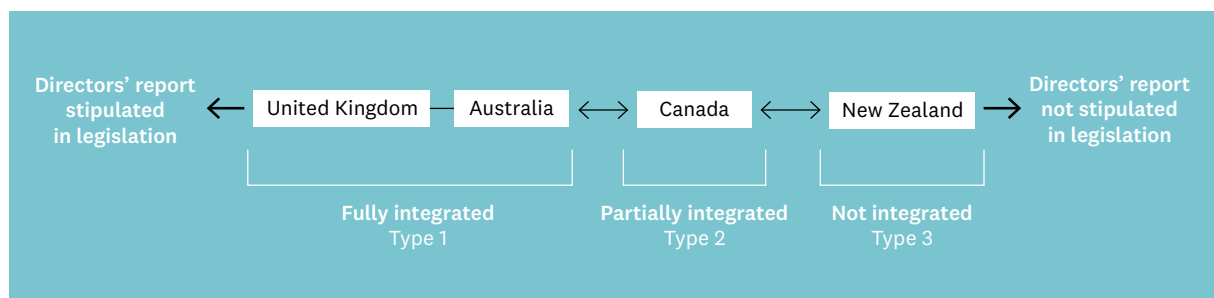 Directors’ report
stipulated
in legislation
United Kingdom
Australia
Canada
New Zealand
Directors’ report
not stipulated
in legislation
Fully integrated
Type 1
Partially integrated
Type 2
Not integrated
Type 3